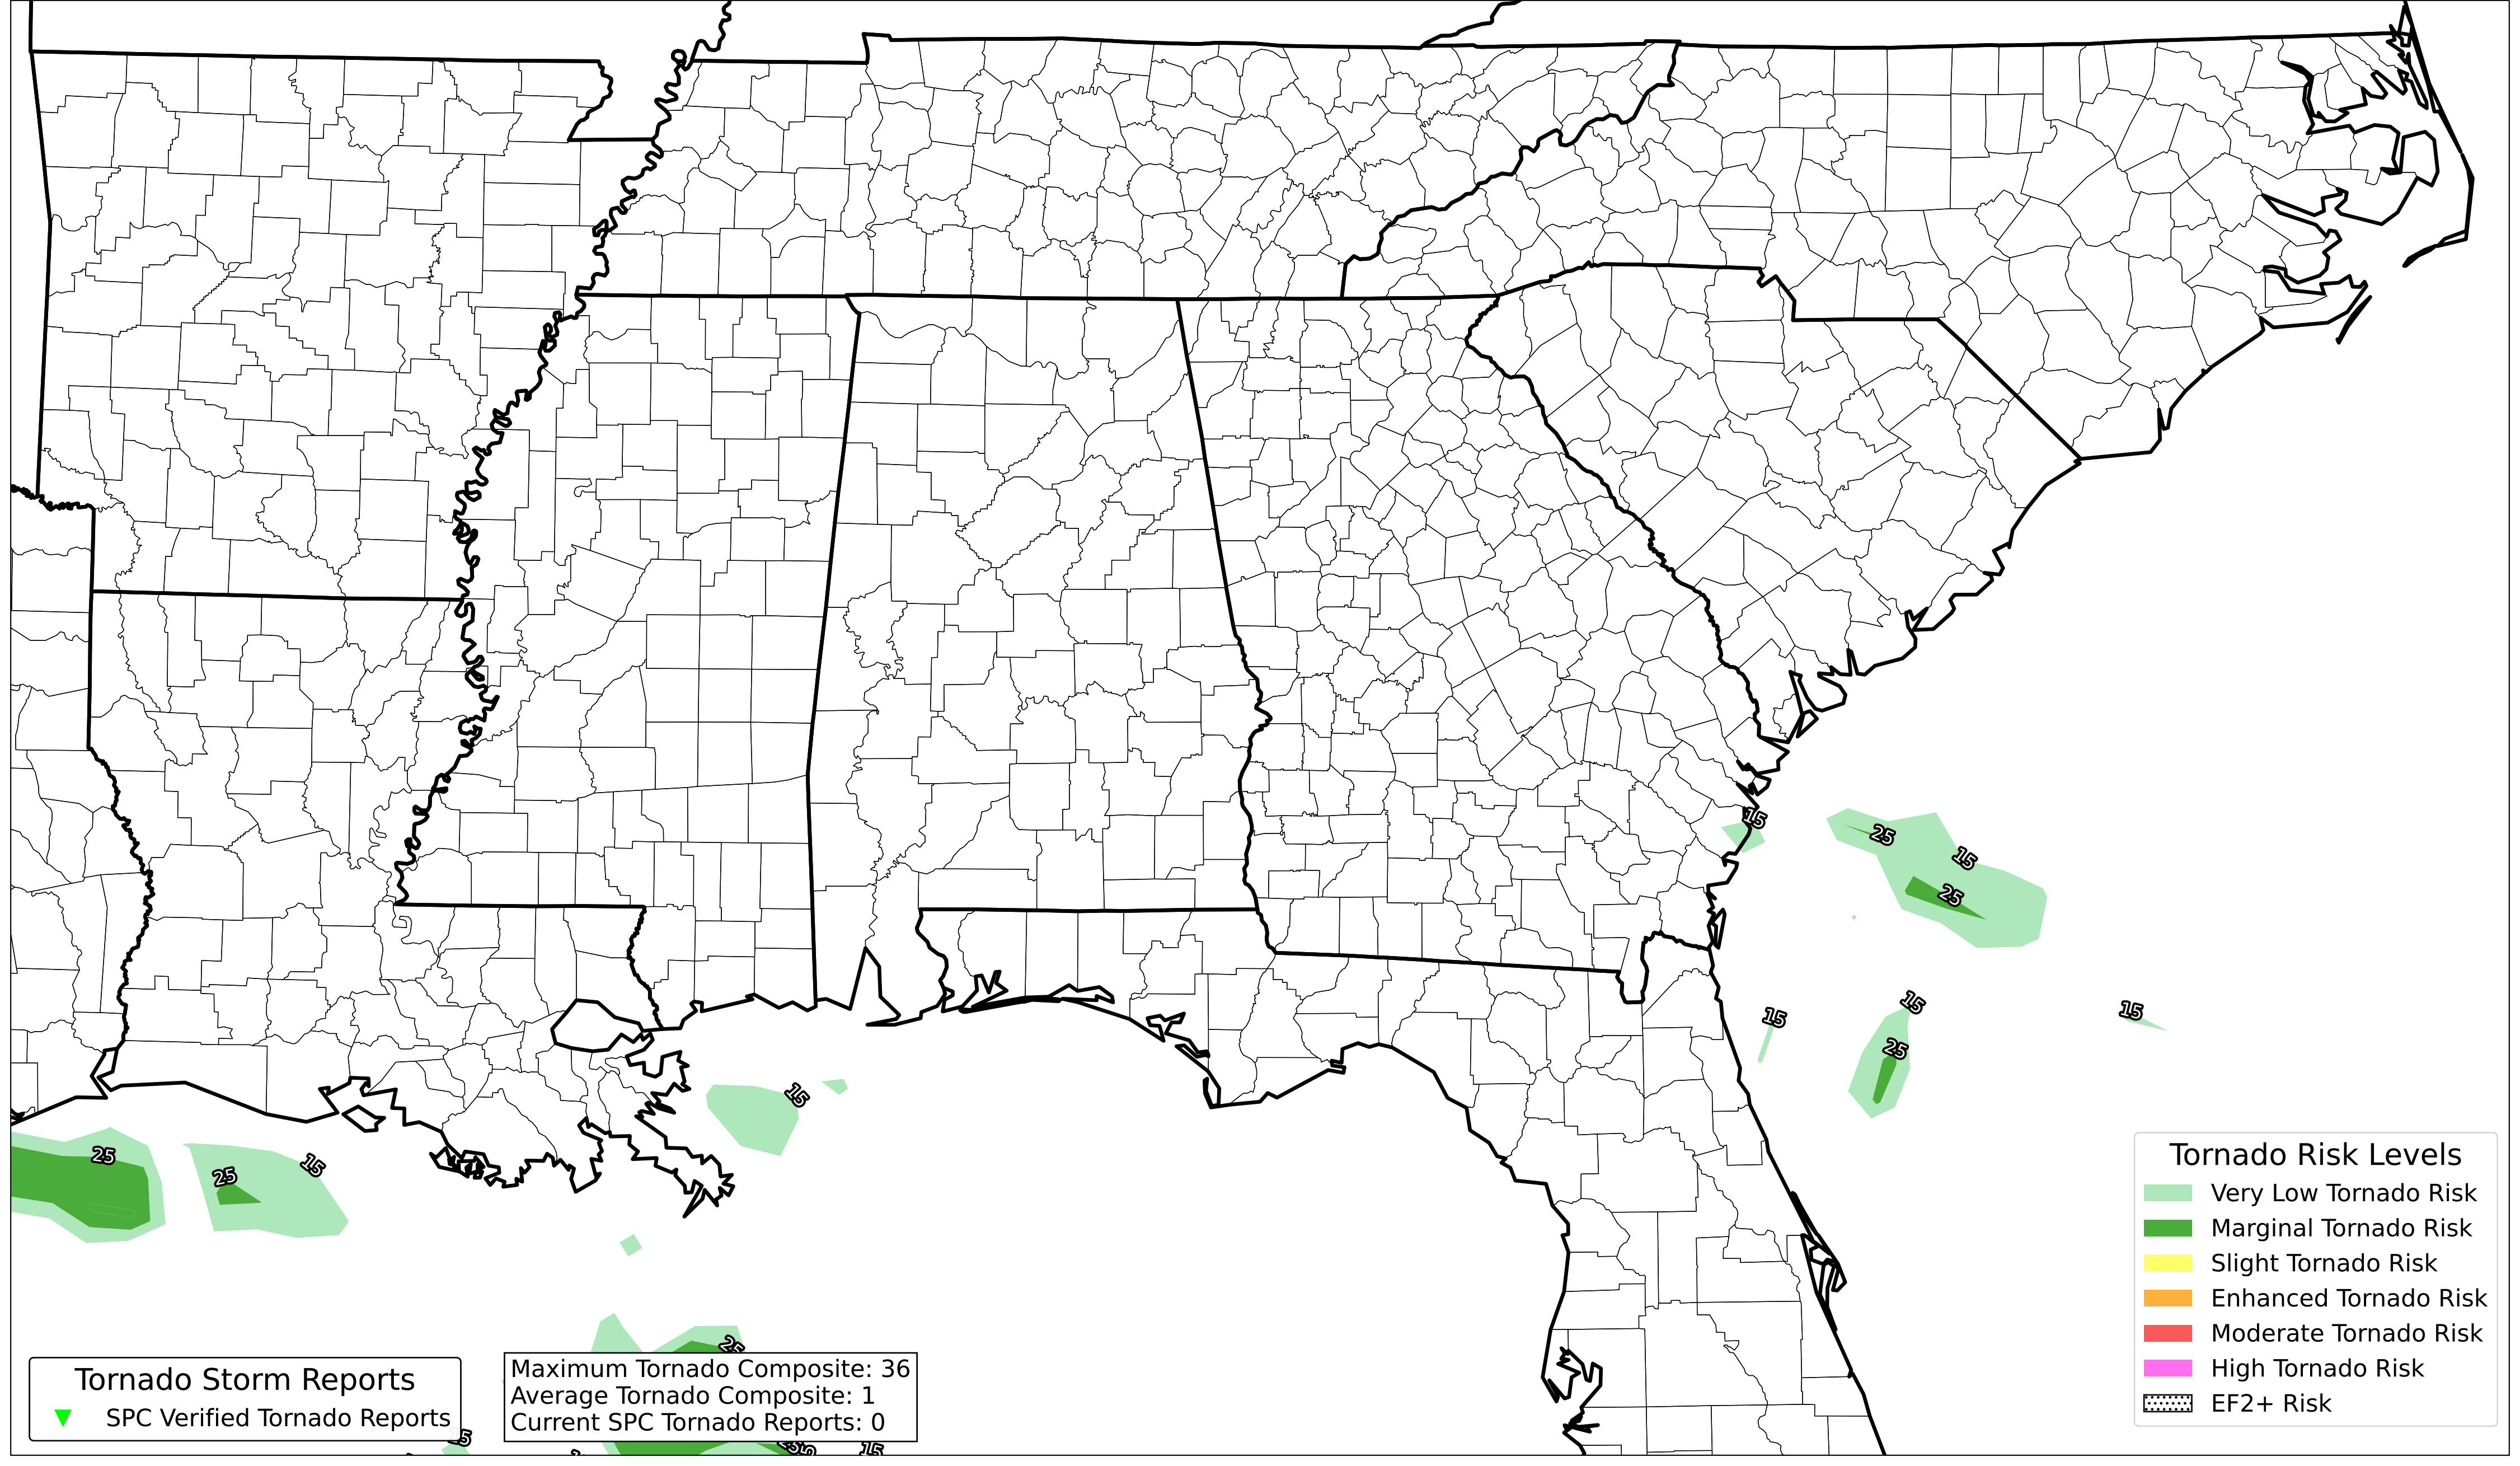 15
25
15
25
15
15
15
25
15
25
25
15
25
Tornado Risk Levels
Very Low Tornado Risk
Marginal Tornado Risk
Slight Tornado Risk
Enhanced Tornado Risk
Moderate Tornado Risk
High Tornado Risk
EF2+ Risk
Tornado Storm Reports
SPC Verified Tornado Reports
Maximum Tornado Composite: 36
Average Tornado Composite: 1
Current SPC Tornado Reports: 0
15